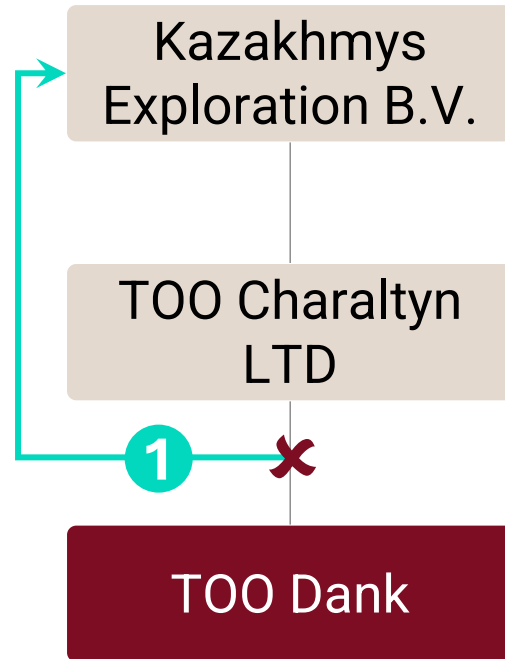 Kazakhmys
Exploration B.V.
TOO Charaltyn
LTD
1
TOO Dank